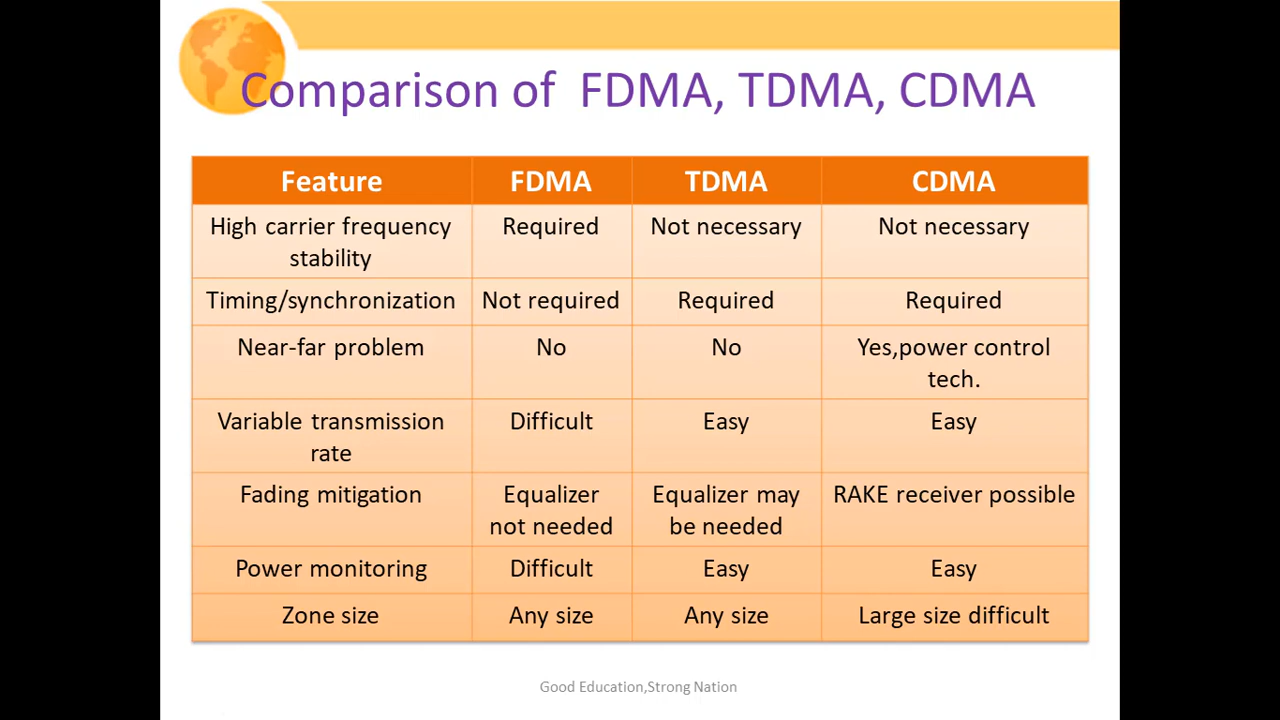 Comparison of FDMA, TDMA, CDMA
Feature FDMA TDMA CDMA
High carrier frequency stability Required Not necessary Not necessary
Timing/synchronization Not required Required Required
Near-far problem No No Yes,power control tech.
Variable transmission rate Difficult Easy Easy
Fading mitigation Equalizer not needed Equalizer may be needed RAKE receiver possible
Power monitoring Difficult Easy Easy
Zone size Any size Any size Large size difficult
Good Education,Strong Nation